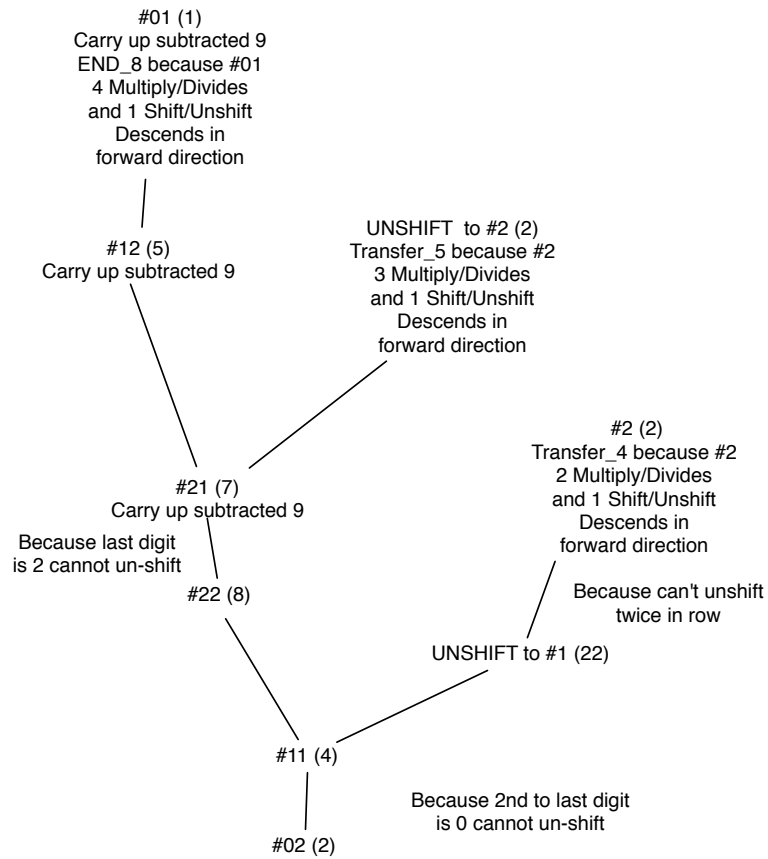 #01 (1)
Carry up subtracted 9
END_8 because #01
4 Multiply/Divides
and 1 Shift/Unshift
Descends in
forward direction
#12 (5)
Carry up subtracted 9
UNSHIFT to #2 (2)
Transfer_5 because #2
3 Multiply/Divides
and 1 Shift/Unshift
Descends in
forward direction
#2 (2)
Transfer_4 because #2
2 Multiply/Divides
and 1 Shift/Unshift
Descends in
forward direction
#21 (7)
Carry up subtracted 9
Because last digit
is 2 cannot un-shift
#22 (8)
Because can't unshift
twice in row
UNSHIFT to #1 (22)
#11 (4)
Because 2nd to last digit
is 0 cannot un-shift
#02 (2)